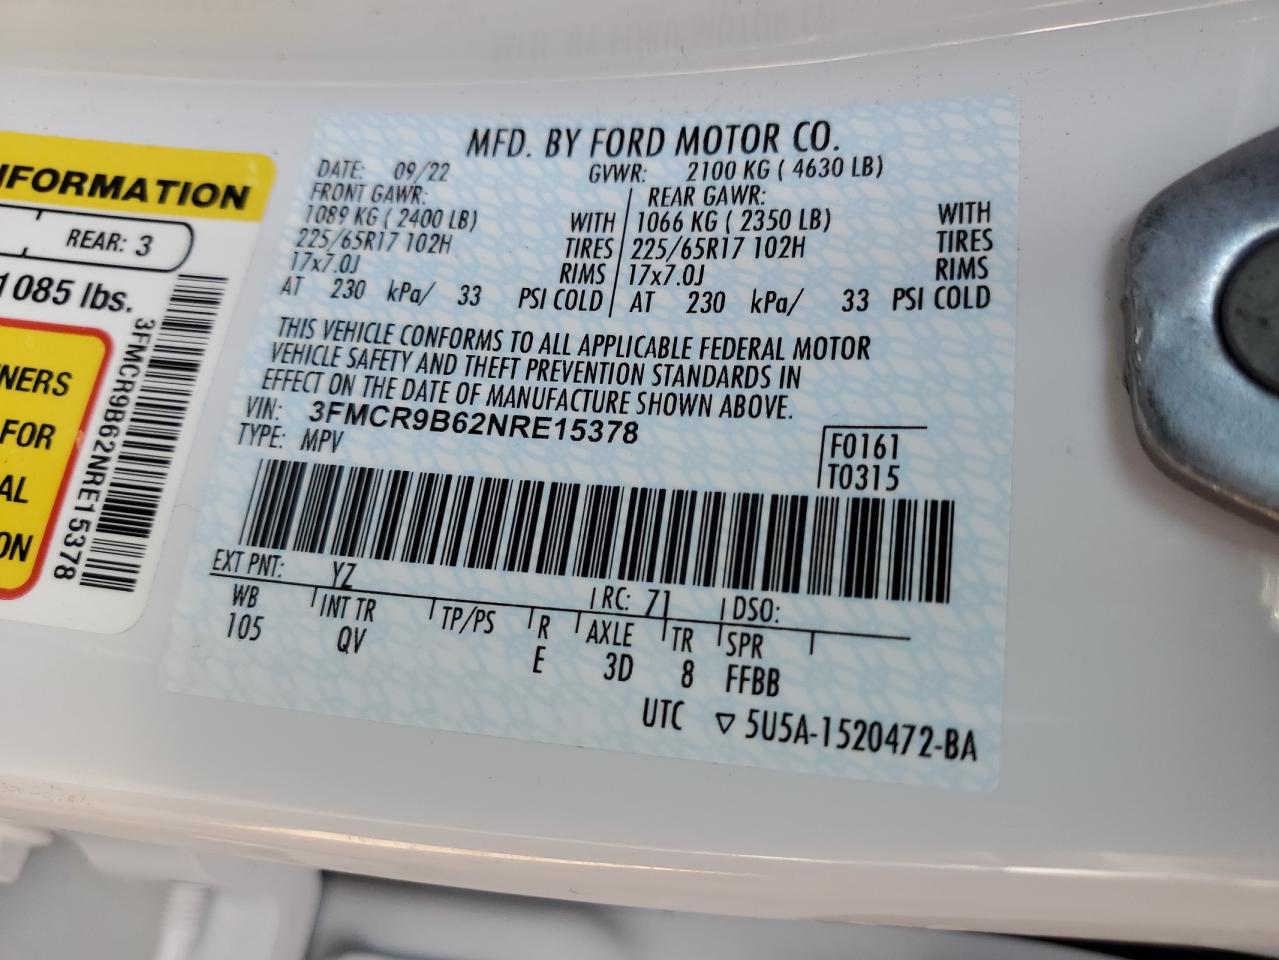 MFD. BY FORD MOTOR CO.
DATE: 09/22 GVWR: 2100 KG ( 4630 LB)
FRONT GAWR: REAR GAWR:
1089 KG ( 2400 LB) WITH 1066 KG ( 2350 LB) WITH
225/65R17 102H TIRES 225/65R17 102H TIRES
17x7.0J RIMS 17x7.0J RIMS
AT 230 kPa/ 33 PSI COLD AT 230 kPa/ 33 PSI COLD
THIS VEHICLE CONFORMS TO ALL APPLICABLE FEDERAL MOTOR
VEHICLE SAFETY AND THEFT PREVENTION STANDARDS IN
EFFECT ON THE DATE OF MANUFACTURE SHOWN ABOVE.
VIN: 3FMCR9B62NRE15378
TYPE: MPV
F0161
T0315
EXT PNT: YZ RC: 71 DSO:
WB INT TR TP/PS R AXLE TR SPR
105 QV E 3D 8 FFBB
UTC ▽ 5U5A-1520472-BA
IFORMATION
REAR: 3
1085 lbs.
3FMCR9B62NRE15378
NERS
FOR
AL
ON